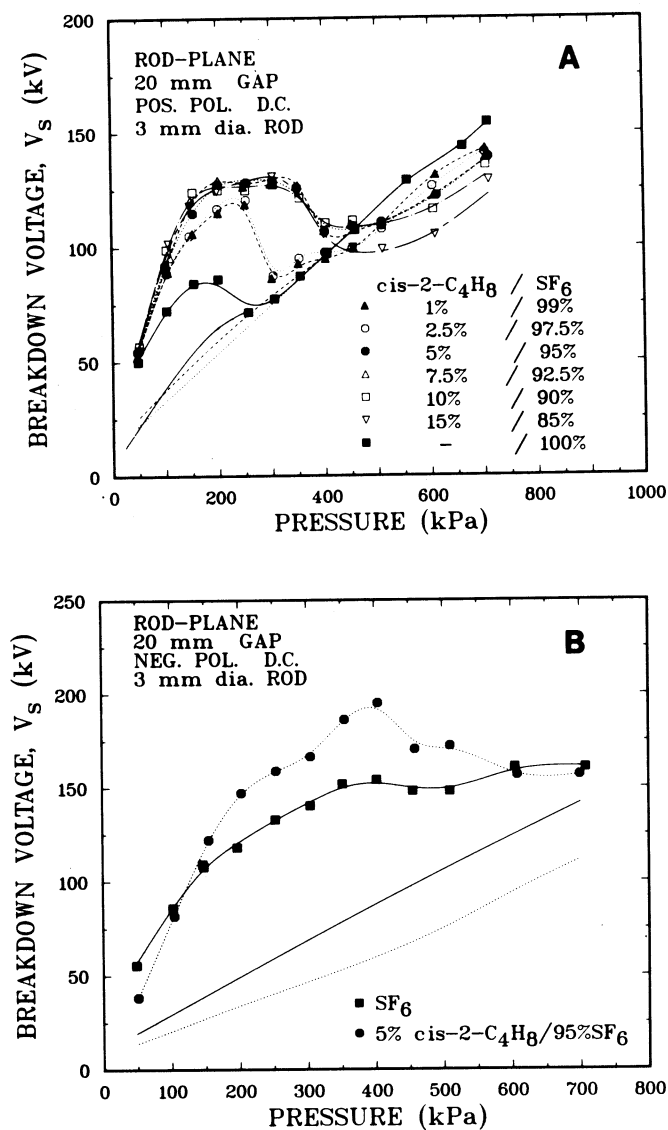 A
ROD-PLANE
20 mm GAP
POS. POL. D.C.
3 mm dia. ROD
BREAKDOWN VOLTAGE, V_S (kV)
200
150
100
50
0
cis-2-C4H8 / SF6
1% / 99%
2.5% / 97.5%
5% / 95%
7.5% / 92.5%
10% / 90%
15% / 85%
– / 100%
0 200 400 600 800 1000
PRESSURE (kPa)
B
ROD-PLANE
20 mm GAP
NEG. POL. D.C.
3 mm dia. ROD
BREAKDOWN VOLTAGE, V_S (kV)
250
200
150
100
50
0
SF6
5% cis-2-C4H8/95%SF6
0 100 200 300 400 500 600 700 800
PRESSURE (kPa)